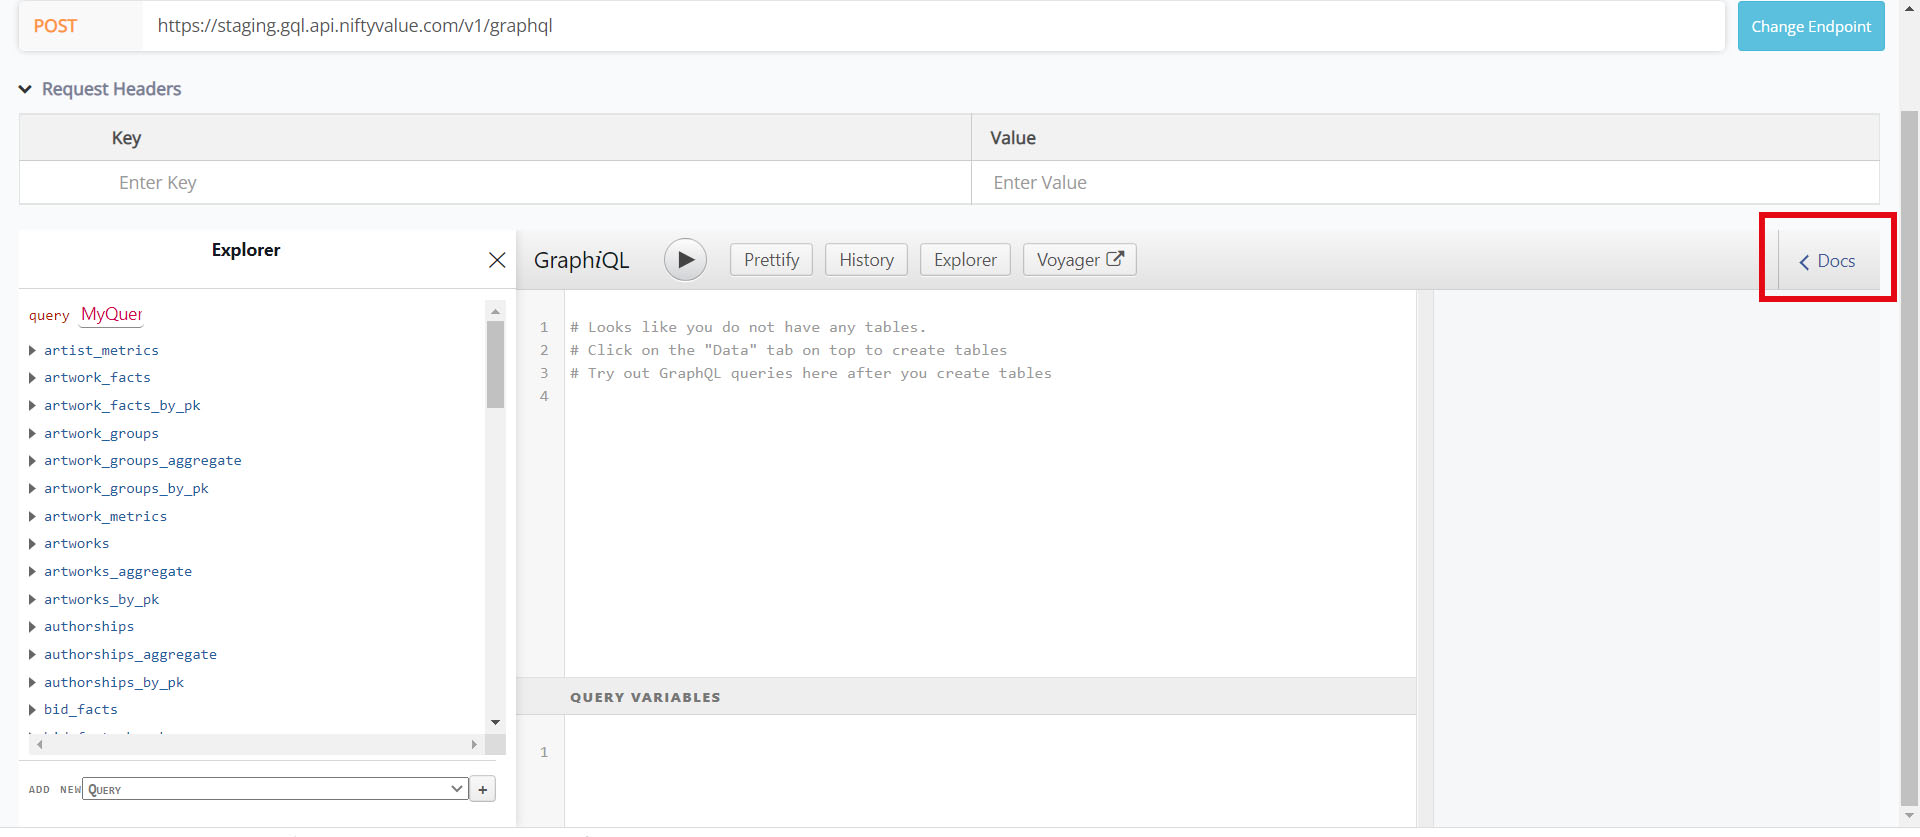 POST https://staging.gql.api.niftyvalue.com/v1/graphql Change Endpoint
Request Headers
Key Value
Enter Key Enter Value
Explorer
GraphiQL Prettify History Explorer Voyager Docs
query MyQuer
artist_metrics
artwork_facts
artwork_facts_by_pk
artwork_groups
artwork_groups_aggregate
artwork_groups_by_pk
artwork_metrics
artworks
artworks_aggregate
artworks_by_pk
authorships
authorships_aggregate
authorships_by_pk
bid_facts
ADD NEW QUERY +
1 # Looks like you do not have any tables.
2 # Click on the "Data" tab on top to create tables
3 # Try out GraphQL queries here after you create tables
4
QUERY VARIABLES
1